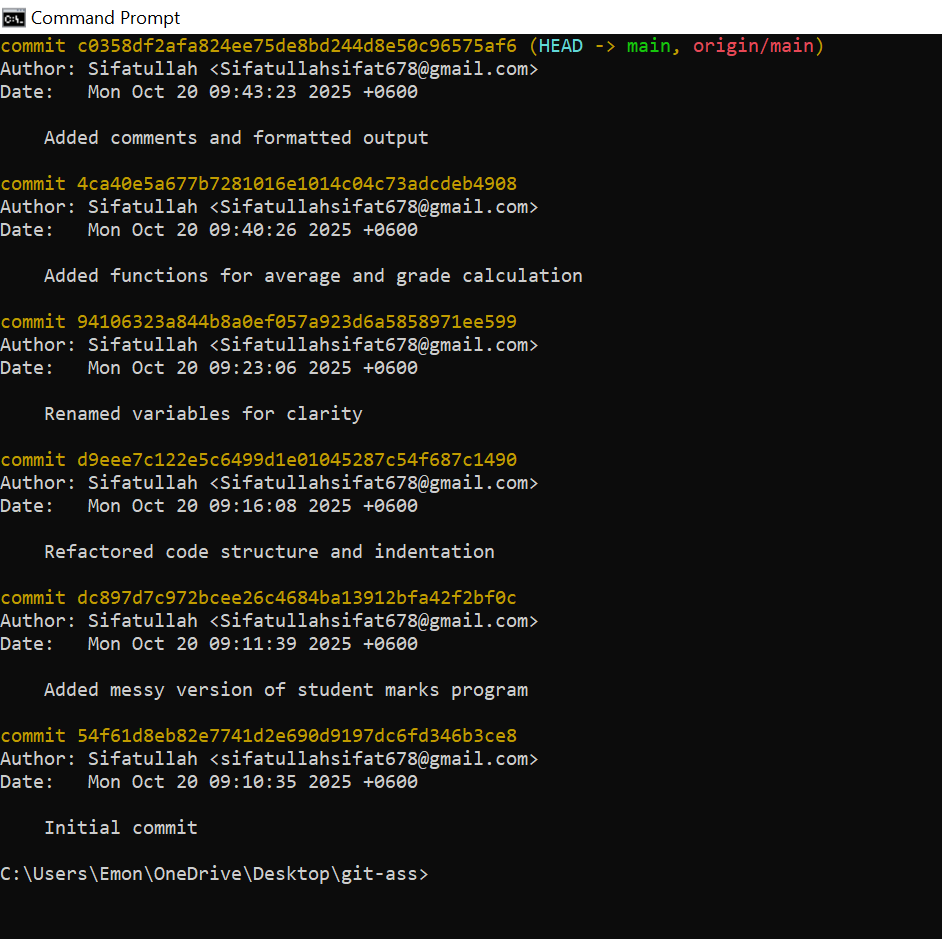 Command Prompt
commit c0358df2afa824ee75de8bd244d8e50c96575af6 (HEAD -> main, origin/main)
Author: Sifatullah <Sifatullahsifat678@gmail.com>
Date:   Mon Oct 20 09:43:23 2025 +0600
    Added comments and formatted output
commit 4ca40e5a677b7281016e1014c04c73adcdeb4908
Author: Sifatullah <Sifatullahsifat678@gmail.com>
Date:   Mon Oct 20 09:40:26 2025 +0600
    Added functions for average and grade calculation
commit 94106323a844b8a0ef057a923d6a5858971ee599
Author: Sifatullah <Sifatullahsifat678@gmail.com>
Date:   Mon Oct 20 09:23:06 2025 +0600
    Renamed variables for clarity
commit d9eee7c122e5c6499d1e01045287c54f687c1490
Author: Sifatullah <Sifatullahsifat678@gmail.com>
Date:   Mon Oct 20 09:16:08 2025 +0600
    Refactored code structure and indentation
commit dc897d7c972bcee26c4684ba13912bfa42f2bf0c
Author: Sifatullah <Sifatullahsifat678@gmail.com>
Date:   Mon Oct 20 09:11:39 2025 +0600
    Added messy version of student marks program
commit 54f61d8eb82e7741d2e690d9197dc6fd346b3ce8
Author: Sifatullah <sifatullahsifat678@gmail.com>
Date:   Mon Oct 20 09:10:35 2025 +0600
    Initial commit
C:\Users\Emon\OneDrive\Desktop\git-ass>